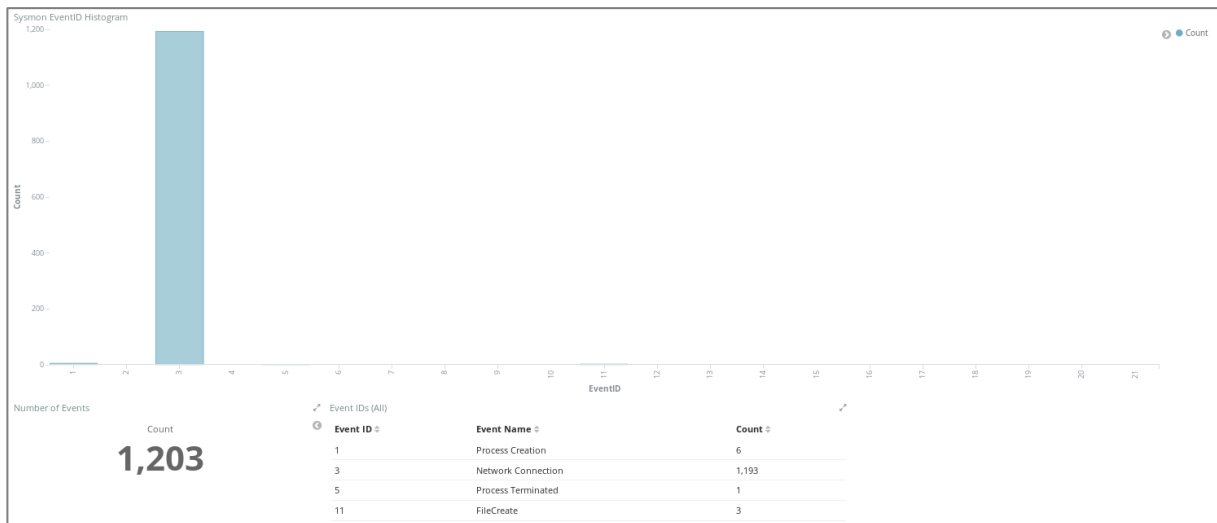 Sysmon EventID Histogram
1,200
Count
1,000
800
600
400
200
0
Count
1
2
3
4
5
6
7
8
9
10
11
12
13
14
15
16
17
18
19
20
21
EventID
Number of Events
Count
1,203
Event IDs (All)
Event ID Event Name Count
1 Process Creation 6
3 Network Connection 1,193
5 Process Terminated 1
11 FileCreate 3